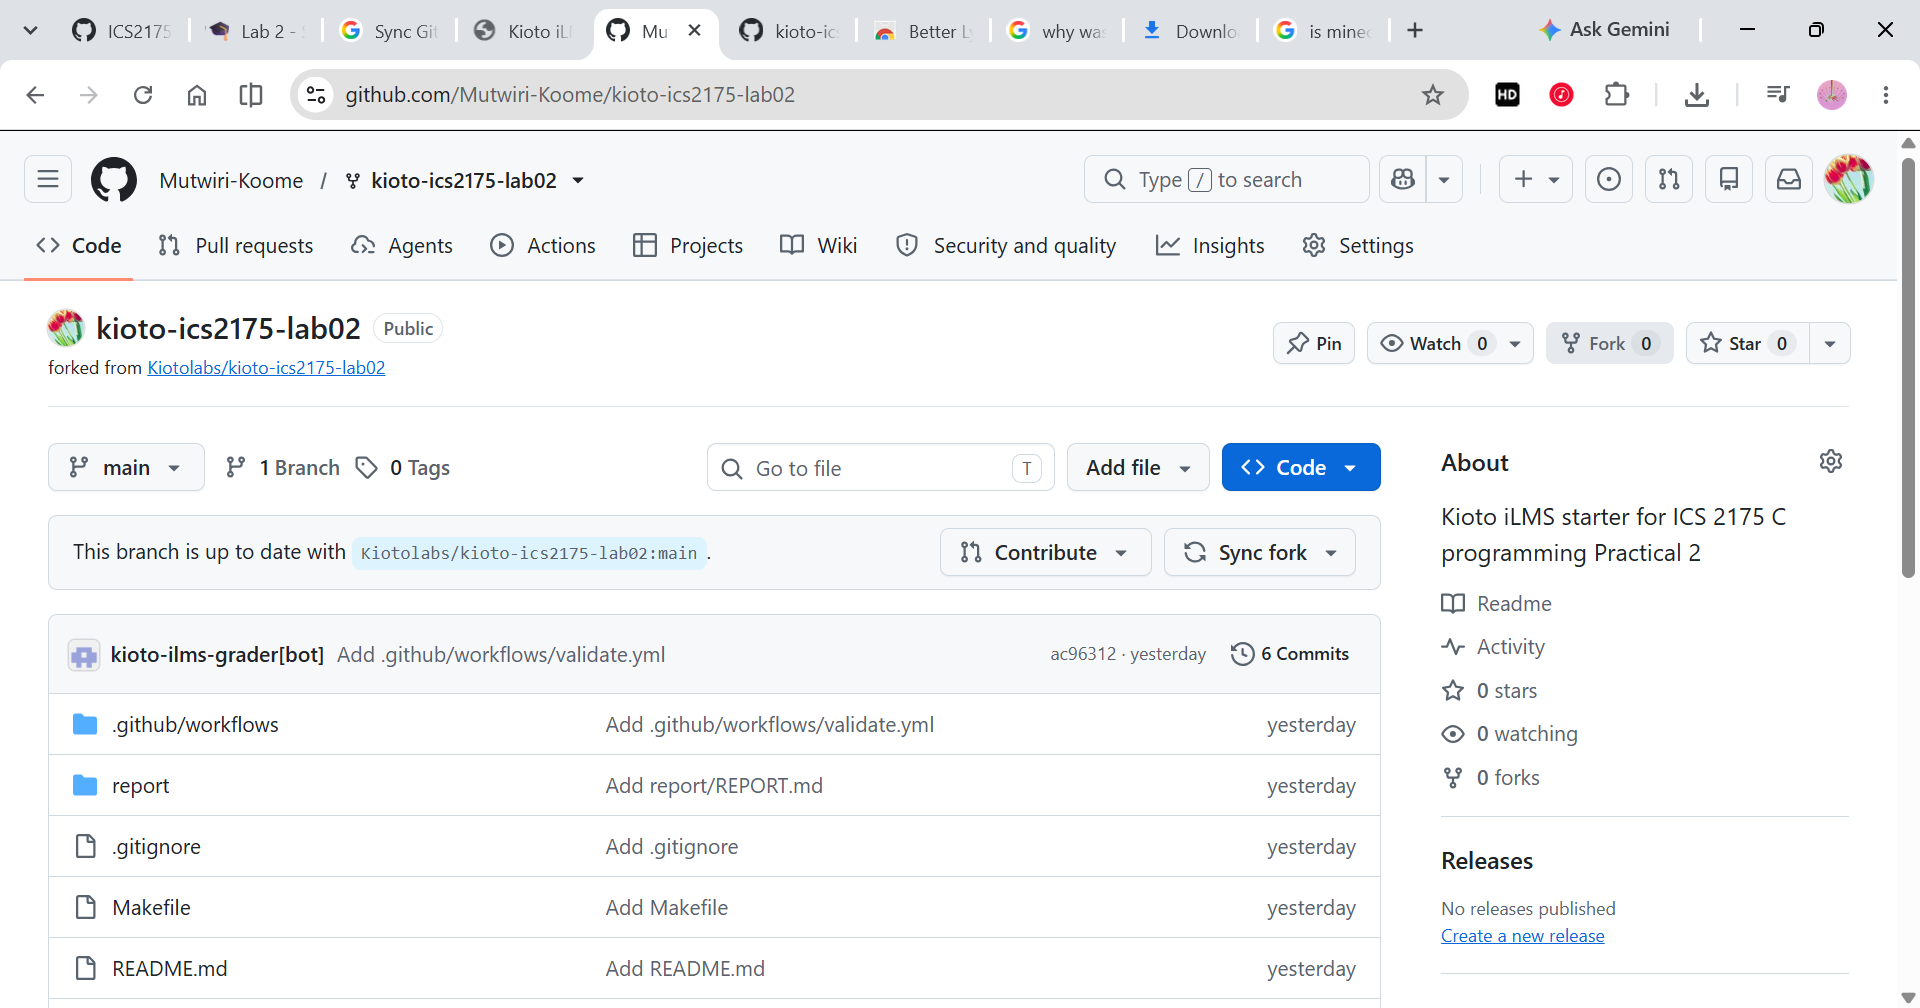 ICS2175
Lab 2 -
Sync Git
Kioto iL
Mu
kioto-ics
Better Ly
why was
Downlo
is mine
Ask Gemini
github.com/Mutwiri-Koome/kioto-ics2175-lab02
HD
Mutwiri-Koome / kioto-ics2175-lab02
Type / to search
Code
Pull requests
Agents
Actions
Projects
Wiki
Security and quality
Insights
Settings
kioto-ics2175-lab02 Public
forked from Kiotolabs/kioto-ics2175-lab02
Pin
Watch 0
Fork 0
Star 0
main
1 Branch
0 Tags
Go to file T
Add file
Code
This branch is up to date with Kiotolabs/kioto-ics2175-lab02:main .
Contribute
Sync fork
kioto-ilms-grader[bot] Add .github/workflows/validate.yml ac96312 · yesterday 6 Commits
.github/workflows Add .github/workflows/validate.yml yesterday
report Add report/REPORT.md yesterday
.gitignore Add .gitignore yesterday
Makefile Add Makefile yesterday
README.md Add README.md yesterday
About
Kioto iLMS starter for ICS 2175 C
programming Practical 2
Readme
Activity
0 stars
0 watching
0 forks
Releases
No releases published
Create a new release